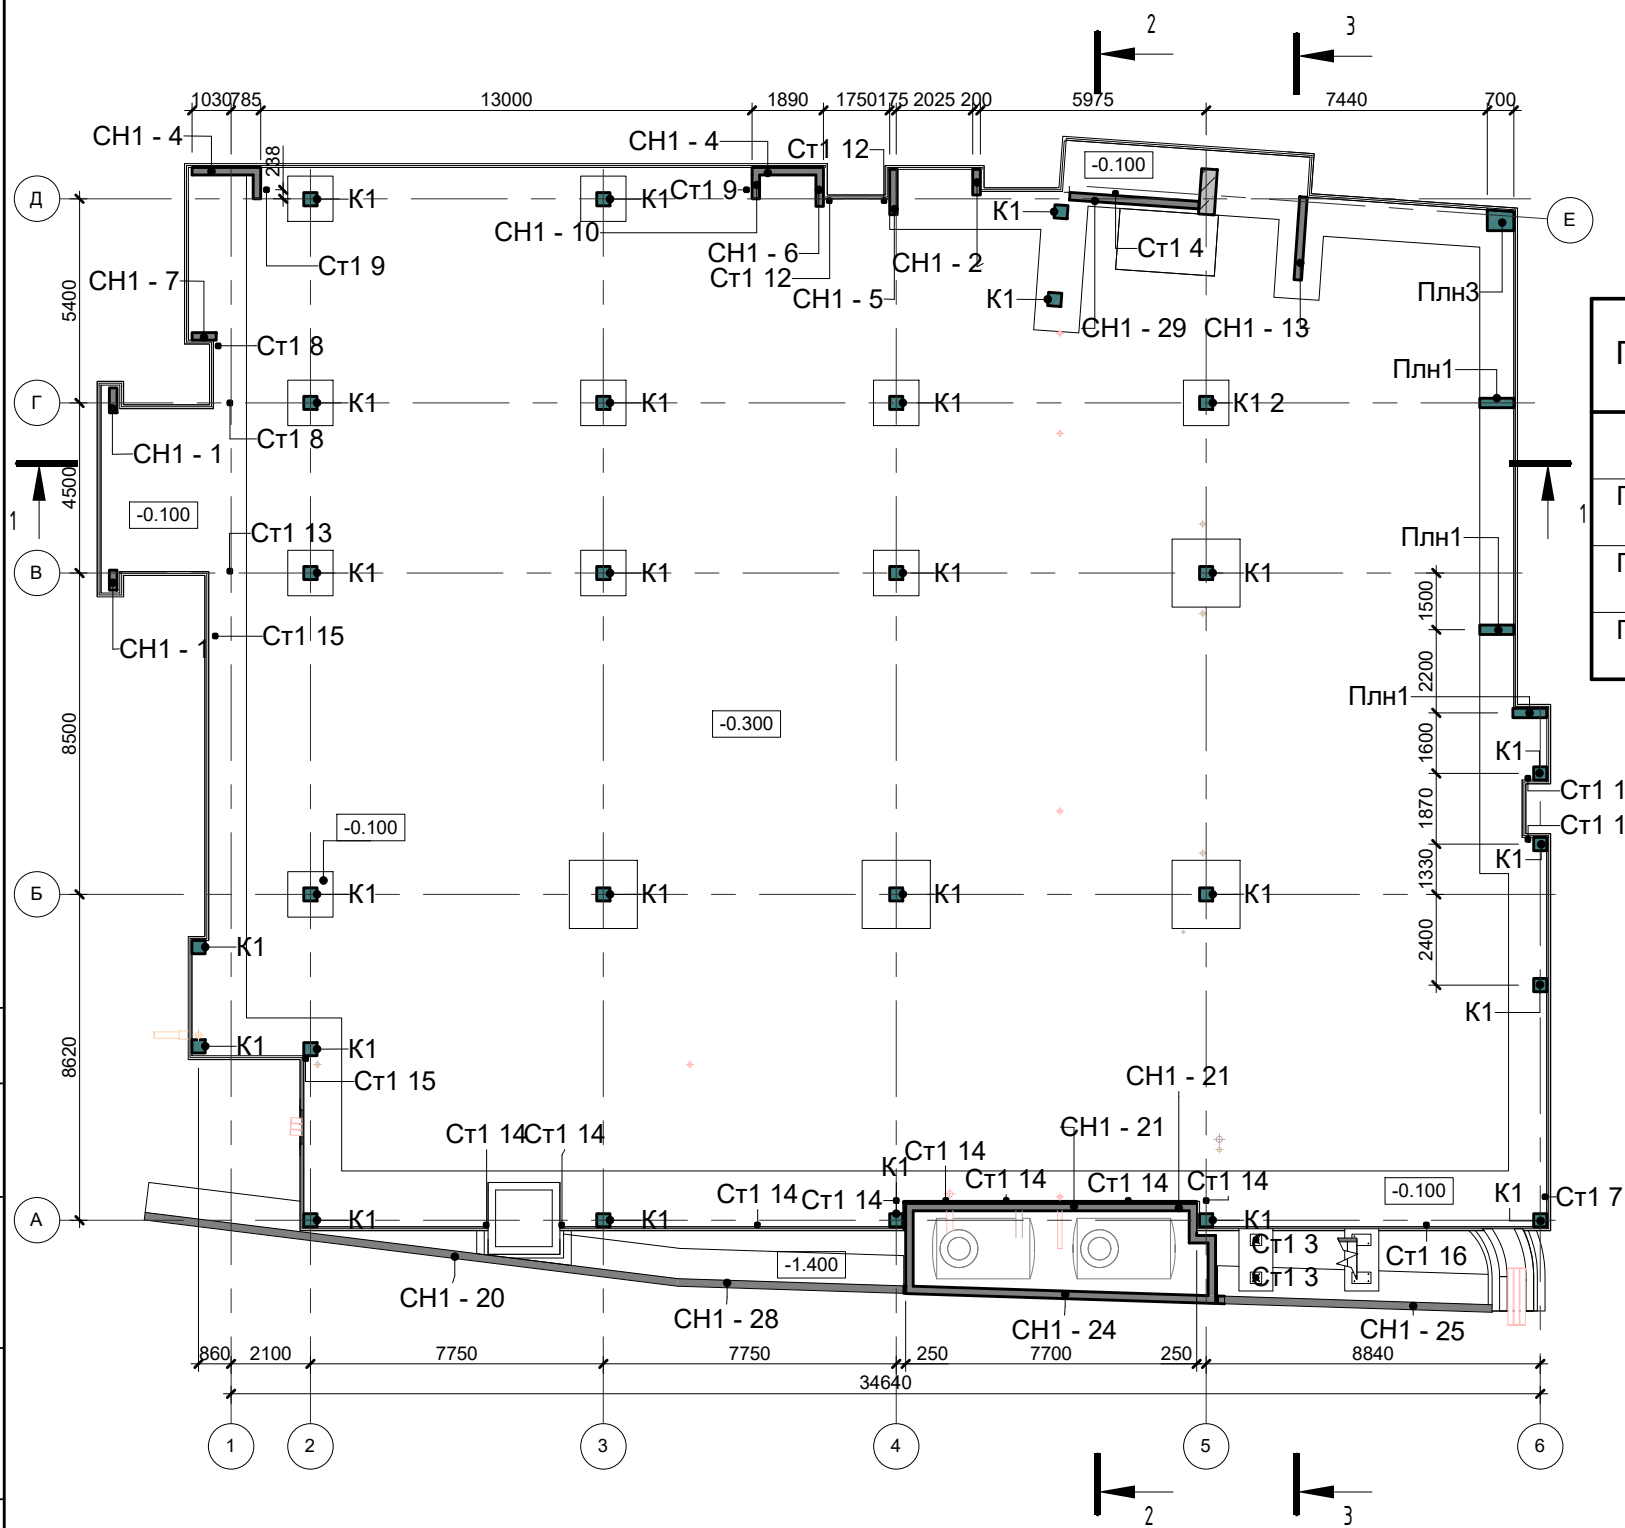 2
3
1030 785 13000 1890 1750 175 2025 200 5975 7440 700
СН1 - 4
СН1 - 4
Ст1 12
-0.100
238
Д
К1
К1
Ст1 9
К1
Е
СН1 - 10
СН1 - 6
Ст1 4
Ст1 9
СН1 - 2
Ст1 12
СН1 - 7
СН1 - 5
К1
Плн3
5400
СН1 - 29
СН1 - 13
Ст1 8
Плн1
Г
К1
К1
К1
К1 2
Ст1 8
СН1 - 1
4500
1
-0.100
1
Ст1 13
Плн1
В
К1
К1
К1
К1
1500
Ст1 15
СН1 - 1
2200
Плн1
8500
-0.300
1600
К1
Ст1 1
1870
-0.100
Ст1 1
К1
1330
Б
К1
К1
К1
К1
2400
К1
К1
8620
К1
К1
Ст1 15
СН1 - 21
СН1 - 21
Ст1 14
Ст1 14
Ст1 14
К1
Ст1 14
Ст1 14
Ст1 14
Ст1 14
Ст1 14
-0.100
К1
Ст1 7
А
К1
К1
К1
Ст1 3
Ст1 16
-1.400
Ст1 3
СН1 - 20
СН1 - 28
СН1 - 24
СН1 - 25
860 2100 7750 7750 250 7700 250 8840
34640
1 2 3 4 5 6
2
3